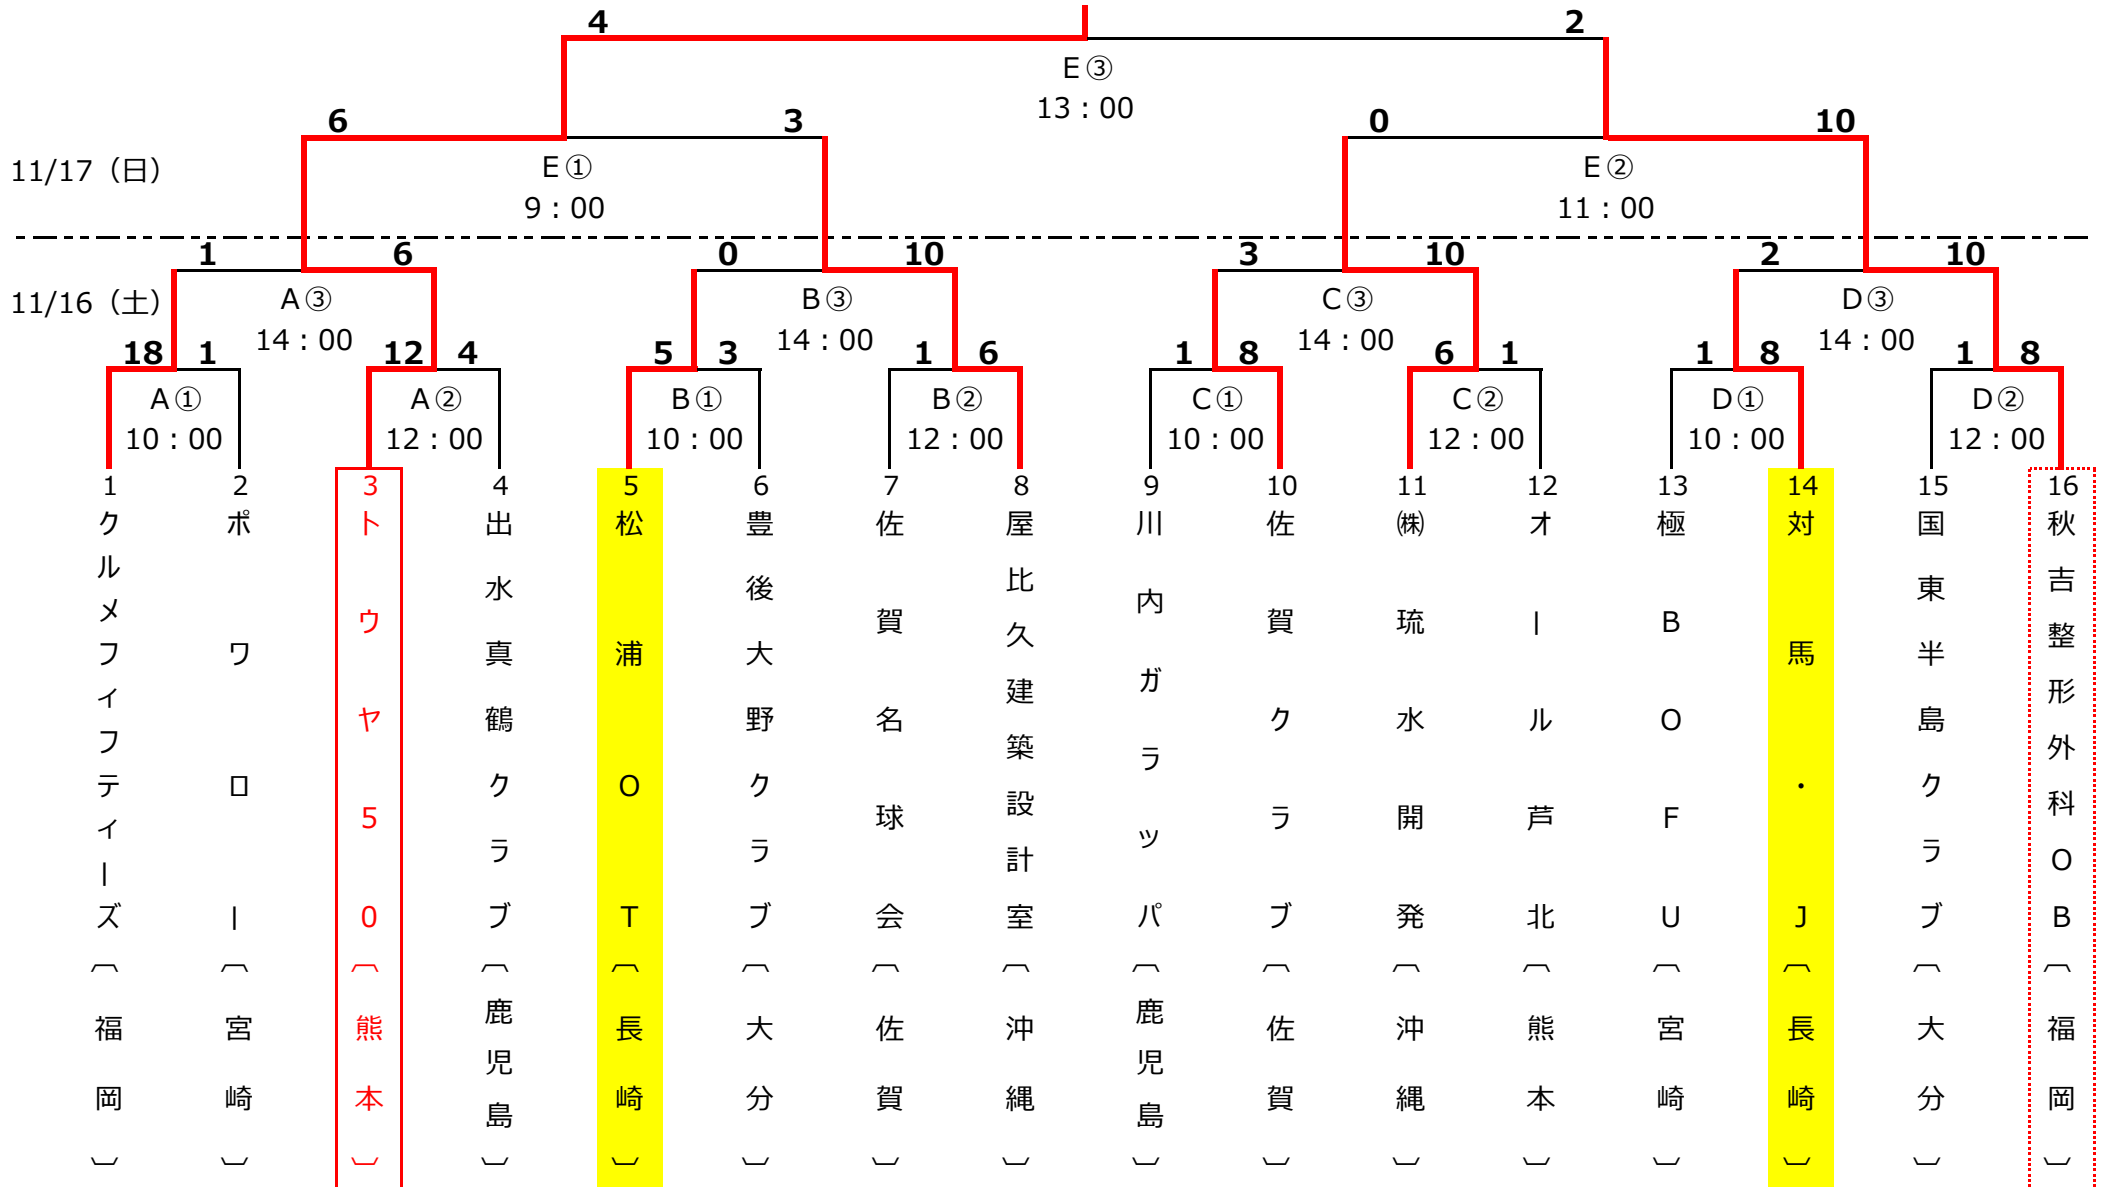 4 2
E③
13：00
6 3 0 10
11/17（日）
E① E②
9：00 11：00
1 6 0 10 3 10 2 10
11/16（土）
A③ B③ C③ D③
14：00 14：00 14：00 14：00
18 1 12 4 5 3 1 6 1 8 6 1 1 8 1 8
A① A② B① B② C① C② D① D②
10：00 12：00 10：00 12：00 10：00 12：00 10：00 12：00
1 2 3 4 5 6 7 8 9 10 11 12 13 14 15 16
クルメフィフティーズ〔福岡〕
ポワロー〔宮崎〕
トウヤ５０〔熊本〕
出水真鶴クラブ〔鹿児島〕
松浦ＯＴ〔長崎〕
豊後大野クラブ〔大分〕
佐賀名球会〔佐賀〕
屋比久建築設計室〔沖縄〕
川内ガラッパ〔鹿児島〕
佐賀クラブ〔佐賀〕
㈱琉水開発〔沖縄〕
オール芦北〔熊本〕
極ＢＯＦＵ〔宮崎〕
対馬・Ｊ〔長崎〕
国東半島クラブ〔大分〕
秋吉整形外科ＯＢ〔福岡〕